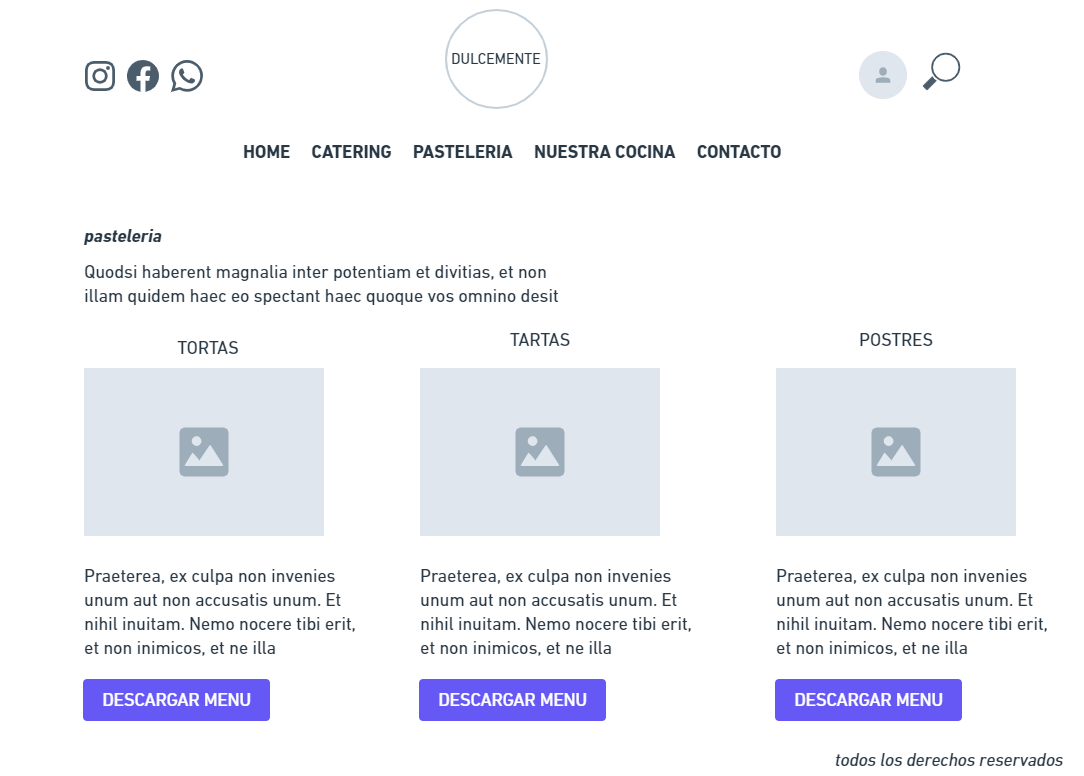 DULCEMENTE
HOME CATERING PASTELERIA NUESTRA COCINA CONTACTO
pasteleria
Quodsi haberent magnalia inter potentiam et divitias, et non
illam quidem haec eo spectant haec quoque vos omnino desit
TORTAS
TARTAS
POSTRES
Praeterea, ex culpa non invenies
unum aut non accusatis unum. Et
nihil inuitam. Nemo nocere tibi erit,
et non inimicos, et ne illa
DESCARGAR MENU
Praeterea, ex culpa non invenies
unum aut non accusatis unum. Et
nihil inuitam. Nemo nocere tibi erit,
et non inimicos, et ne illa
DESCARGAR MENU
Praeterea, ex culpa non invenies
unum aut non accusatis unum. Et
nihil inuitam. Nemo nocere tibi erit,
et non inimicos, et ne illa
DESCARGAR MENU
todos los derechos reservados